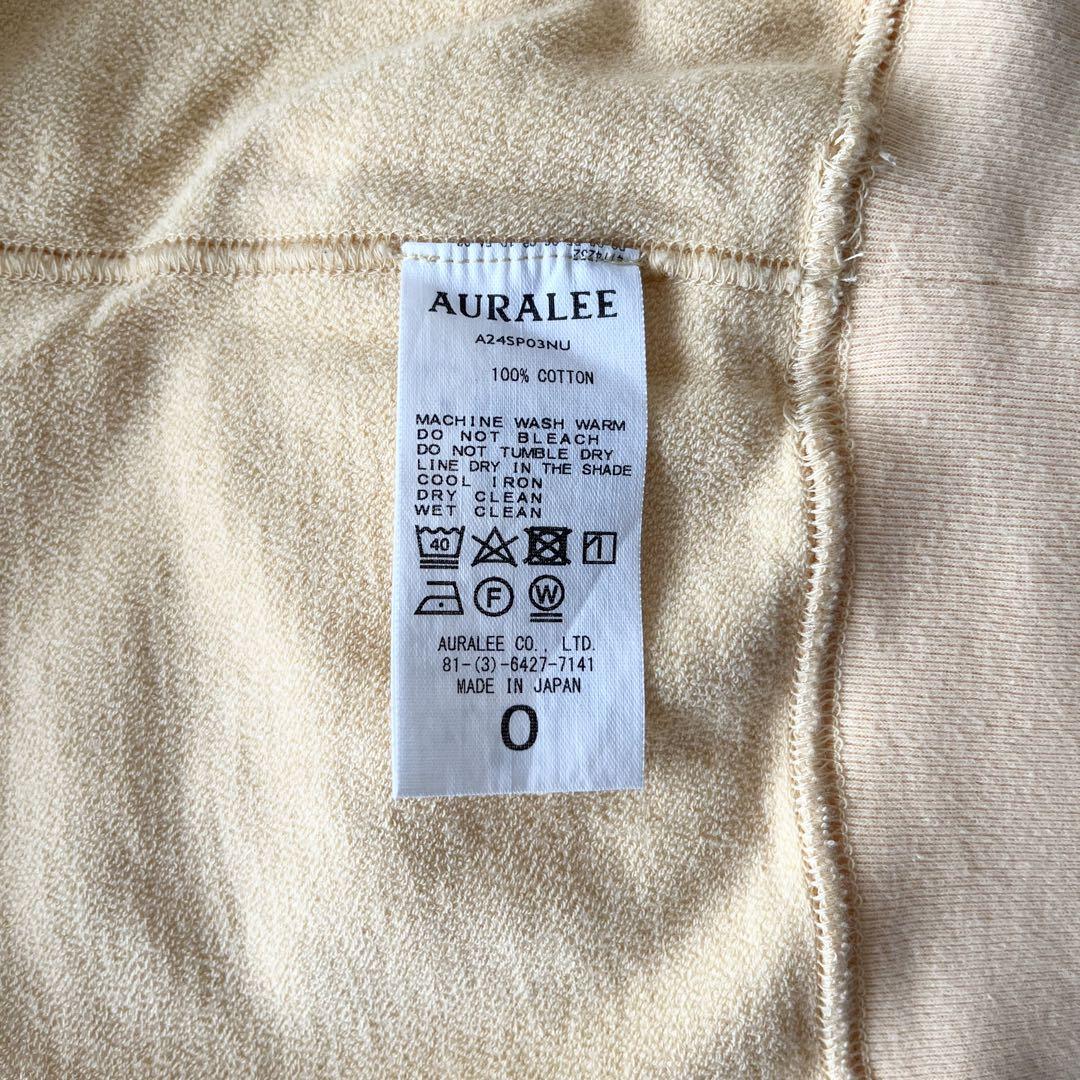 AURALEE
A24SP03NU
100% COTTON
MACHINE WASH WARM
DO NOT BLEACH
DO NOT TUMBLE DRY
LINE DRY IN THE SHADE
COOL IRON
DRY CLEAN
WET CLEAN
40
F W
AURALEE CO., LTD.
81-(3)-6427-7141
MADE IN JAPAN
0